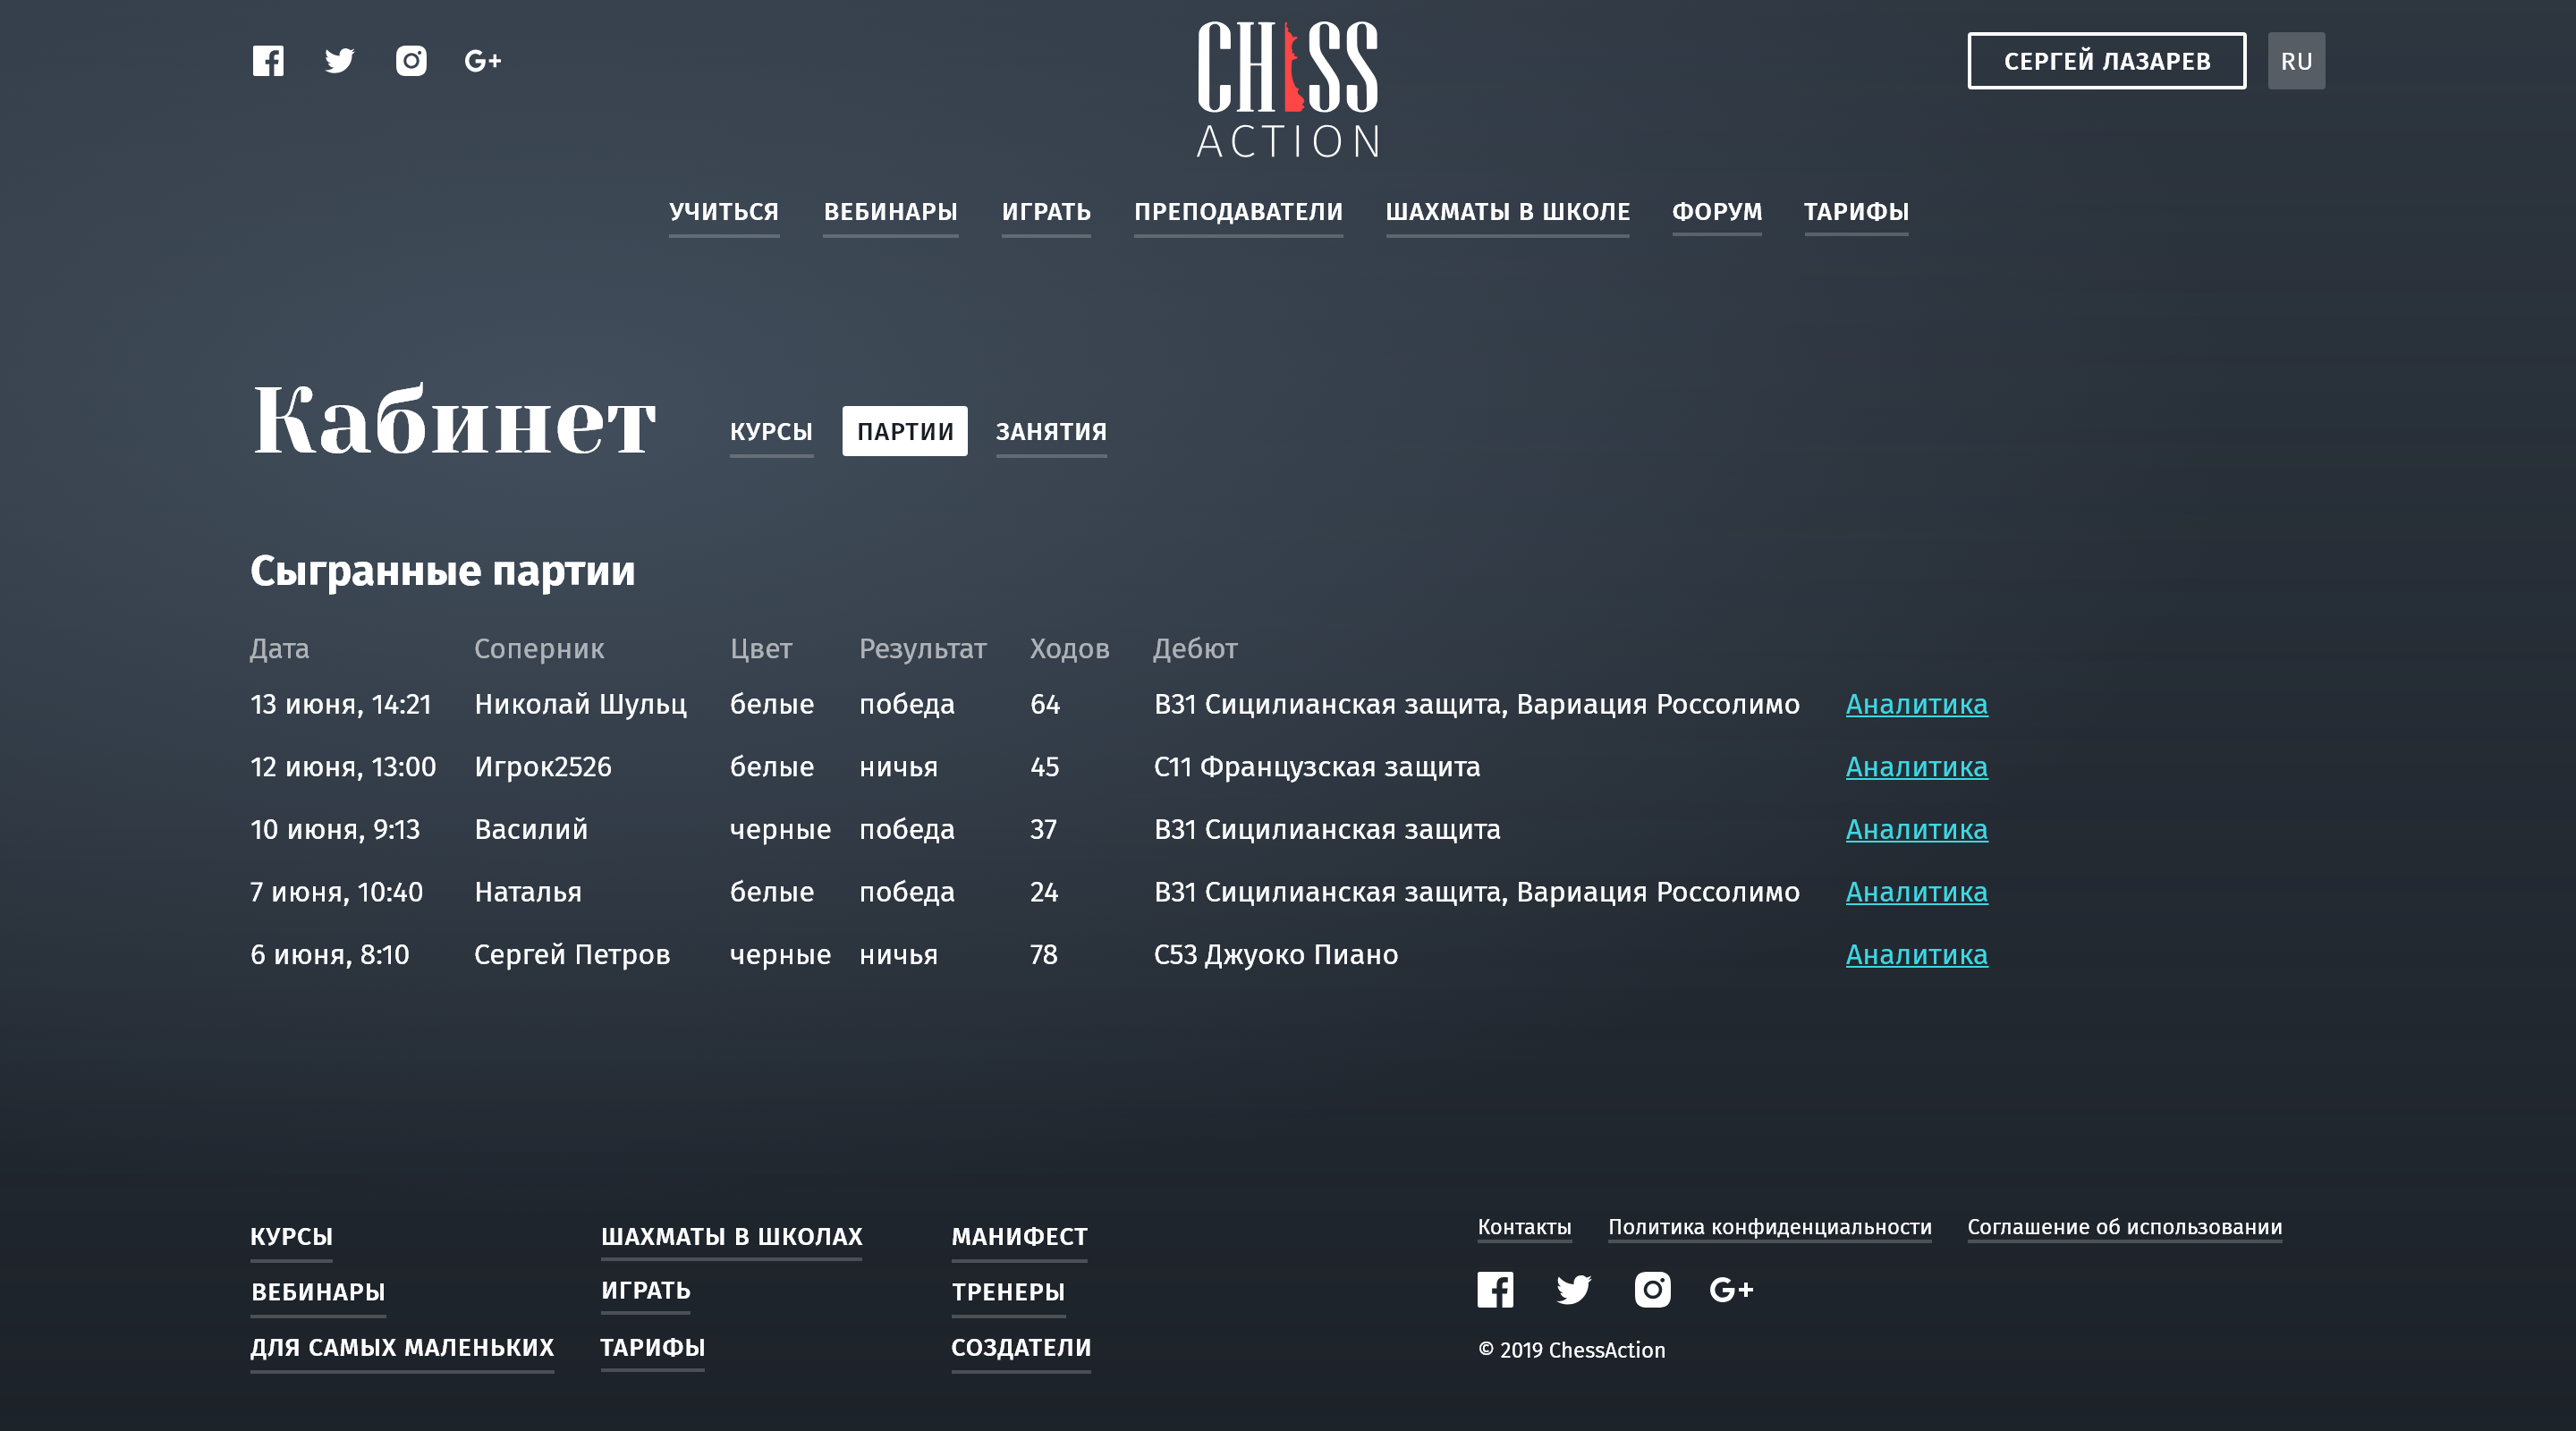 CHESS
ACTION
СЕРГЕЙ ЛАЗАРЕВ RU
УЧИТЬСЯ ВЕБИНАРЫ ИГРАТЬ ПРЕПОДАВАТЕЛИ ШАХМАТЫ В ШКОЛЕ ФОРУМ ТАРИФЫ
Кабинет КУРСЫ ПАРТИИ ЗАНЯТИЯ
Сыгранные партии
Дата Соперник Цвет Результат Ходов Дебют
13 июня, 14:21 Николай Шульц белые победа 64 B31 Сицилианская защита, Вариация Россолимо Аналитика
12 июня, 13:00 Игрок2526 белые ничья 45 C11 Французская защита Аналитика
10 июня, 9:13 Василий черные победа 37 B31 Сицилианская защита Аналитика
7 июня, 10:40 Наталья белые победа 24 B31 Сицилианская защита, Вариация Россолимо Аналитика
6 июня, 8:10 Сергей Петров черные ничья 78 C53 Джуоко Пиано Аналитика
КУРСЫ ШАХМАТЫ В ШКОЛАХ МАНИФЕСТ
ВЕБИНАРЫ ИГРАТЬ ТРЕНЕРЫ
ДЛЯ САМЫХ МАЛЕНЬКИХ ТАРИФЫ СОЗДАТЕЛИ
Контакты Политика конфиденциальности Соглашение об использовании
G+
© 2019 ChessAction